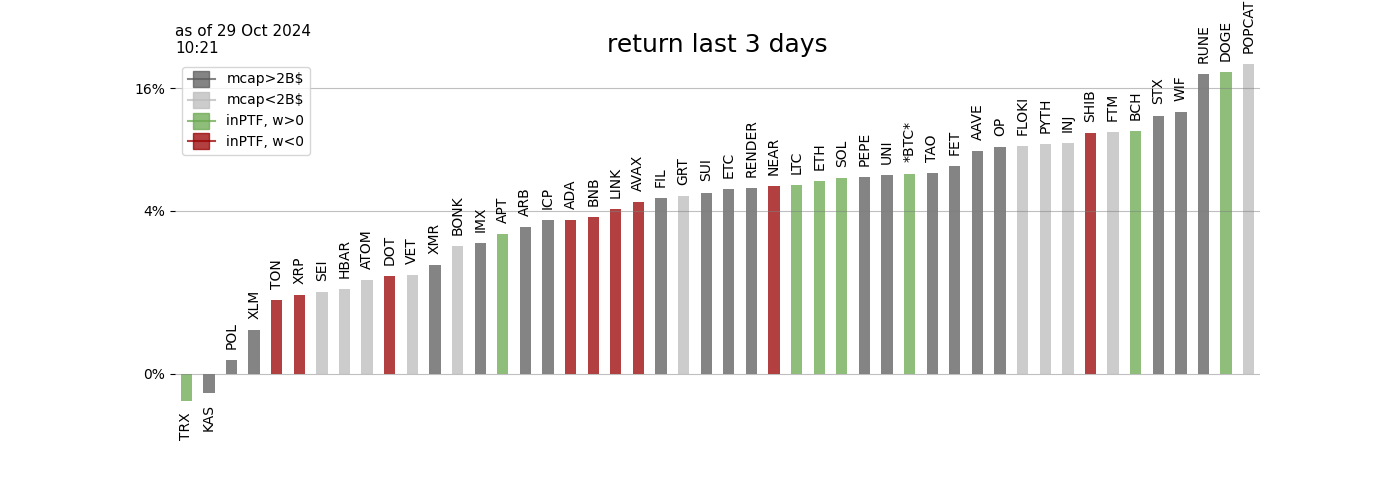 as of 29 Oct 2024
10:21
return last 3 days
mcap>2B$
mcap<2B$
inPTF, w>0
inPTF, w<0
16%
4%
0%
TRX
KAS
POL
XLM
TON
XRP
SEI
HBAR
ATOM
DOT
VET
XMR
BONK
IMX
APT
ARB
ICP
ADA
BNB
LINK
AVAX
FIL
GRT
SUI
ETC
RENDER
NEAR
LTC
ETH
SOL
PEPE
UNI
*BTC*
TAO
FET
AAVE
OP
FLOKI
PYTH
INJ
SHIB
FTM
BCH
STX
WIF
RUNE
DOGE
POPCAT